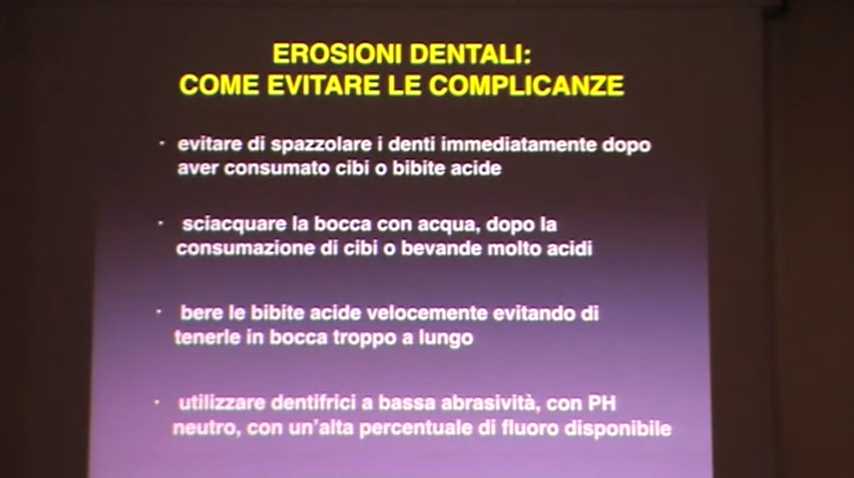 EROSIONI DENTALI:
COME EVITARE LE COMPLICANZE
· evitare di spazzolare i denti immediatamente dopo
aver consumato cibi o bibite acide
· sciacquare la bocca con acqua, dopo la
consumazione di cibi o bevande molto acidi
· bere le bibite acide velocemente evitando di
tenerle in bocca troppo a lungo
· utilizzare dentifrici a bassa abrasività, con PH
neutro, con un'alta percentuale di fluoro disponibile